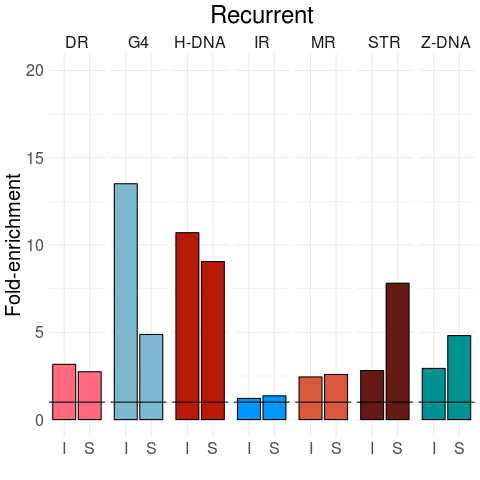 Recurrent
DR G4 H-DNA IR MR STR Z-DNA
Fold-enrichment
20
15
10
5
0
I S I S I S I S I S I S I S